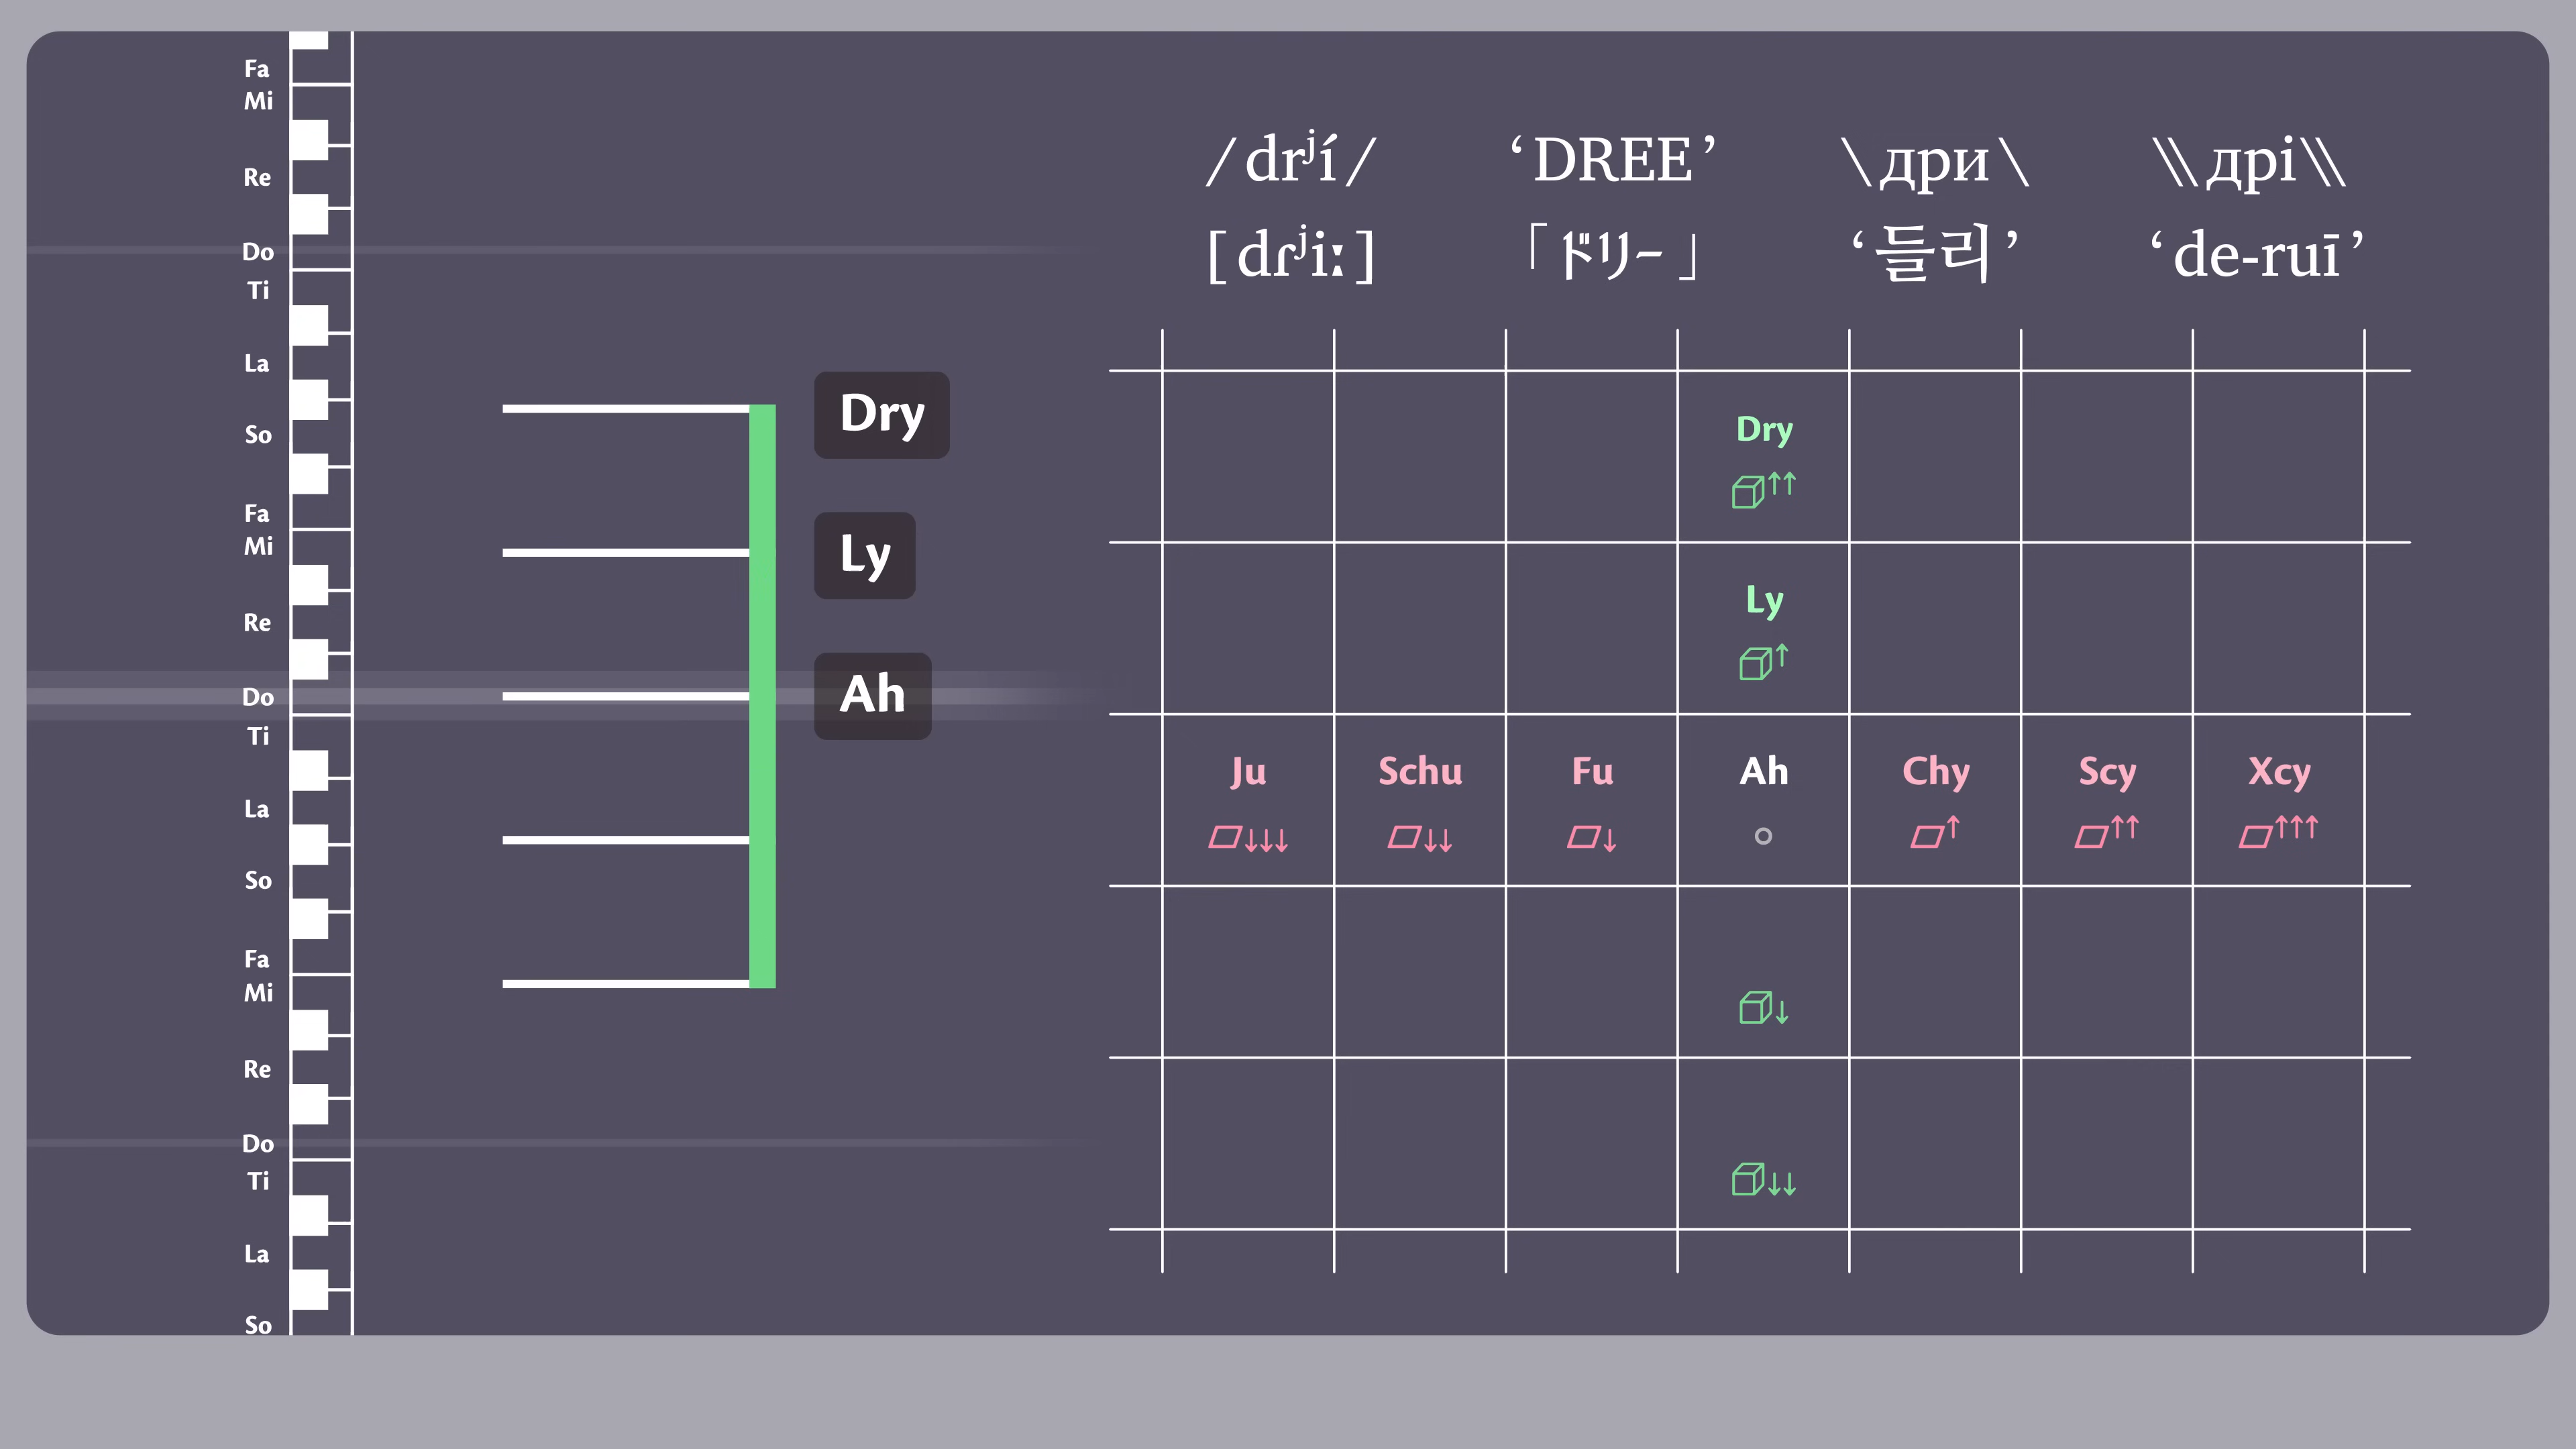 Fa
Mi
Re
Do
Ti
La
So
Fa
Mi
Re
Do
Ti
La
So
Fa
Mi
Re
Do
Ti
La
So
Dry
Ly
Ah
/drʲí/ ‘DREE’ \дри\ \\дрі\\
[dɾʲiː] 「ドリー」 ‘들리’ ‘de-ruī’
Dry
↑↑
Ly
↑
Ju Schu Fu Ah Chy Scy Xcy
↓↓↓ ↓↓ ↓ ↑ ↑↑ ↑↑↑
↓
↓↓